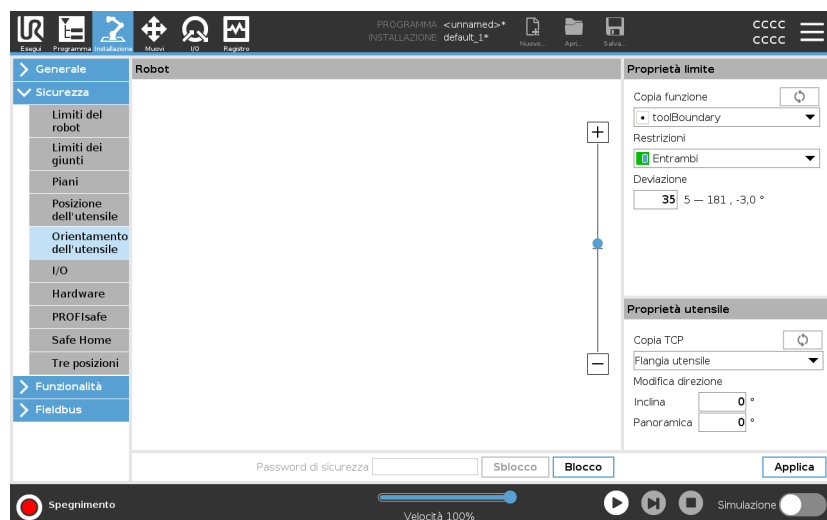 PROGRAMMA <unnamed>*
INSTALLAZIONE default_1*
Esegui Programma Installazione Muovi I/O Registro
Nuovo... Apri... Salva...
CCCC
CCCC
Generale
Sicurezza
Limiti del
robot
Limiti dei
giunti
Piani
Posizione
dell'utensile
Orientamento
dell'utensile
I/O
Hardware
PROFIsafe
Safe Home
Tre posizioni
Funzionalità
Fieldbus
Robot
Proprietà limite
Copia funzione
toolBoundary
Restrizioni
Entrambi
Deviazione
35 5 — 181 , -3,0 °
Proprietà utensile
Copia TCP
Flangia utensile
Modifica direzione
Inclina 0 °
Panoramica 0 °
Password di sicurezza Sblocco Blocco Applica
Spegnimento
Velocità 100%
Simulazione